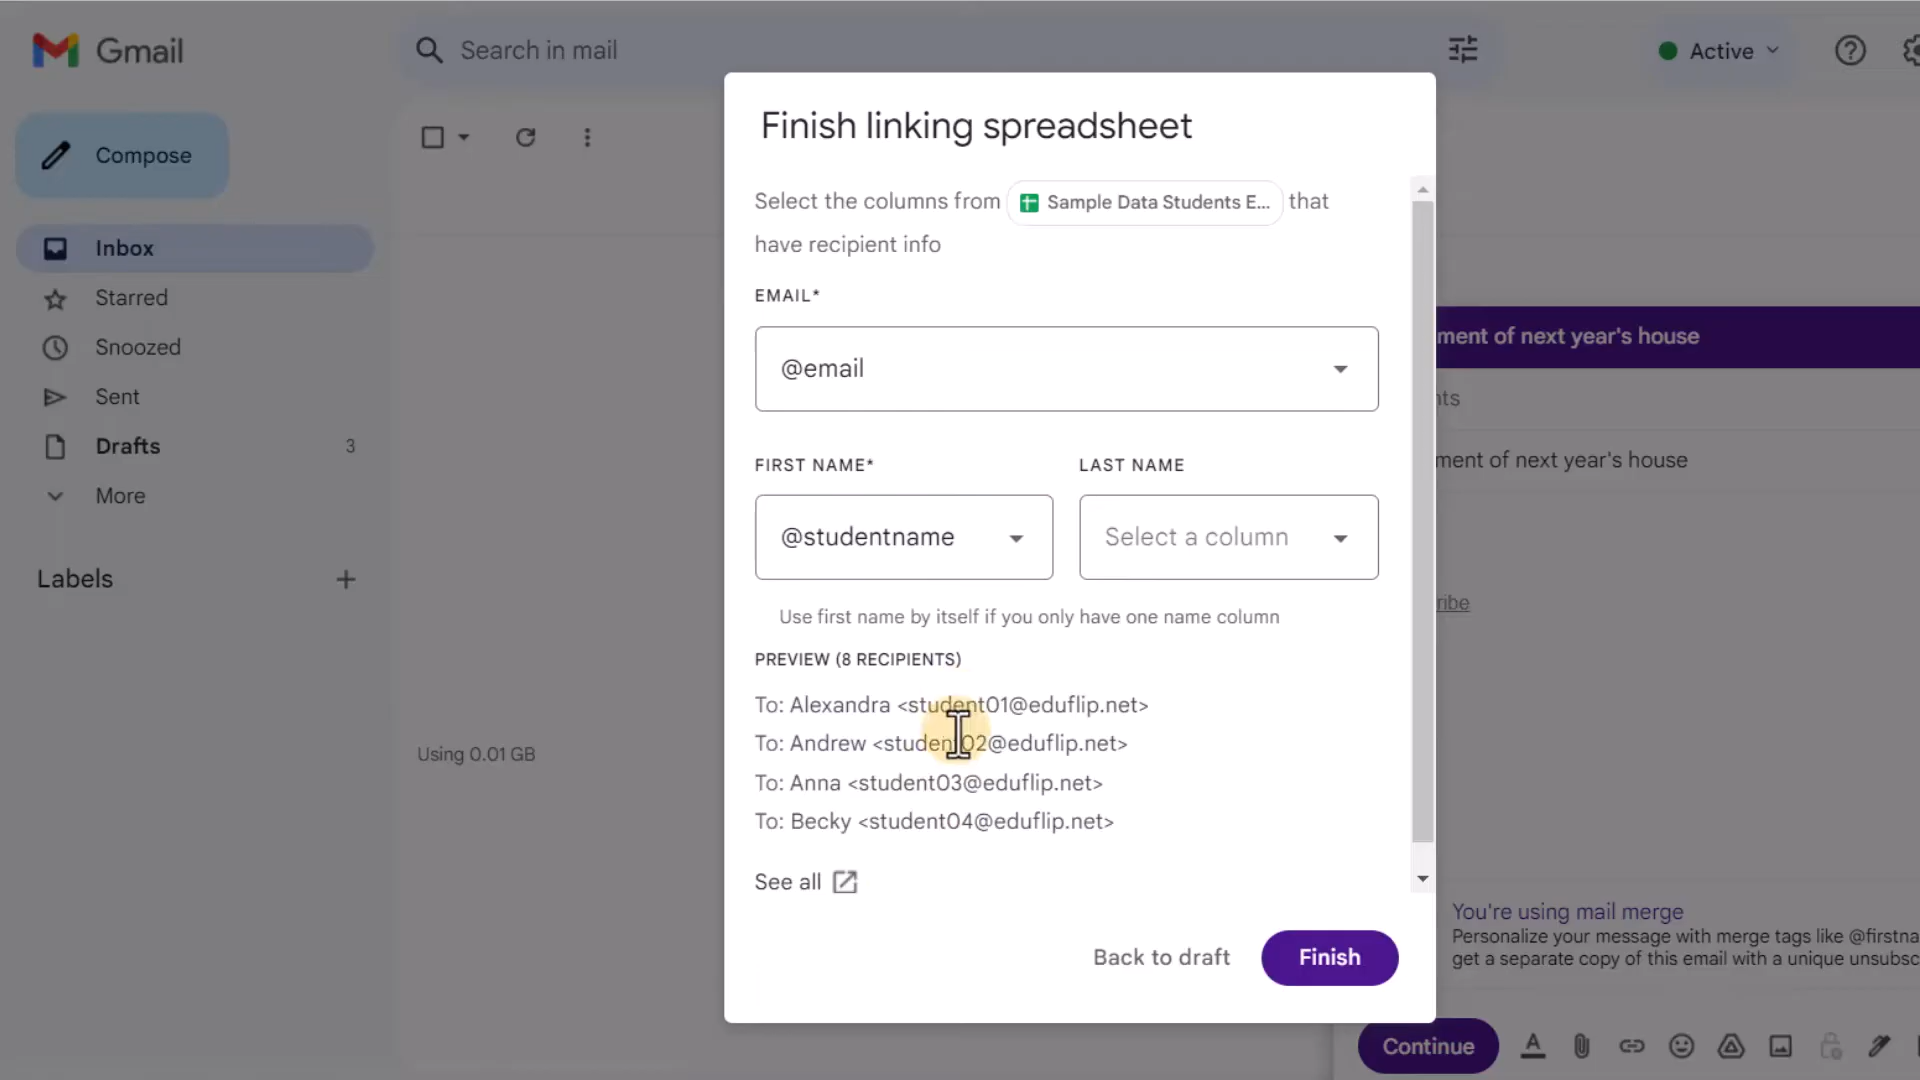 Gmail
Search in mail
Active
Compose
Inbox
Starred
Snoozed
Sent
Drafts 3
More
Labels
Using 0.01 GB
Finish linking spreadsheet
Select the columns from Sample Data Students E... that
have recipient info
EMAIL*
@email
FIRST NAME* LAST NAME
@studentname Select a column
Use first name by itself if you only have one name column
PREVIEW (8 RECIPIENTS)
To: Alexandra <student01@eduflip.net>
To: Andrew <student02@eduflip.net>
To: Anna <student03@eduflip.net>
To: Becky <student04@eduflip.net>
See all
Back to draft Finish
ment of next year's house
nts
ment of next year's house
ribe
You're using mail merge
Personalize your message with merge tags like @firstna
get a separate copy of this email with a unique unsubsc
Continue